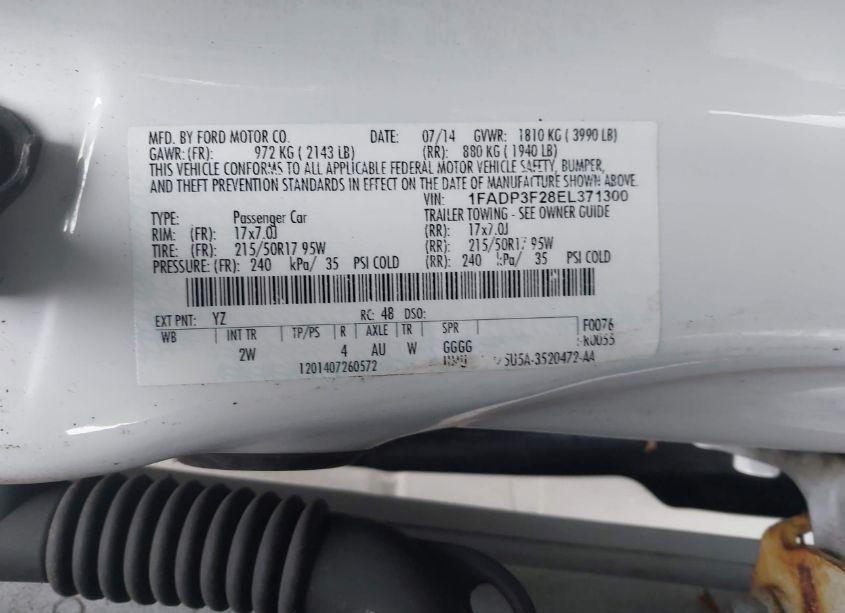 MFD. BY FORD MOTOR CO. DATE: 07/14 GVWR: 1810 KG ( 3990 LB)
GAWR: (FR): 972 KG ( 2143 LB) (RR): 880 KG ( 1940 LB)
THIS VEHICLE CONFORMS TO ALL APPLICABLE FEDERAL MOTOR VEHICLE SAFETY, BUMPER,
AND THEFT PREVENTION STANDARDS IN EFFECT ON THE DATE OF MANUFACTURE SHOWN ABOVE.
VIN: 1FADP3F28EL371300
TYPE: Passenger Car TRAILER TOWING - SEE OWNER GUIDE
RIM: (FR): 17x7.0J (RR): 17x7.0J
TIRE: (FR): 215/50R17 95W (RR): 215/50R17 95W
PRESSURE: (FR): 240 kPa/ 35 PSI COLD (RR): 240 kPa/ 35 PSI COLD
EXT PNT: YZ RC: 48 DSO: F0076
WB INT TR TP/PS R AXLE TR SPR
2W 4 AU W GGGG
1201407260572 5U5A-3520472-AA